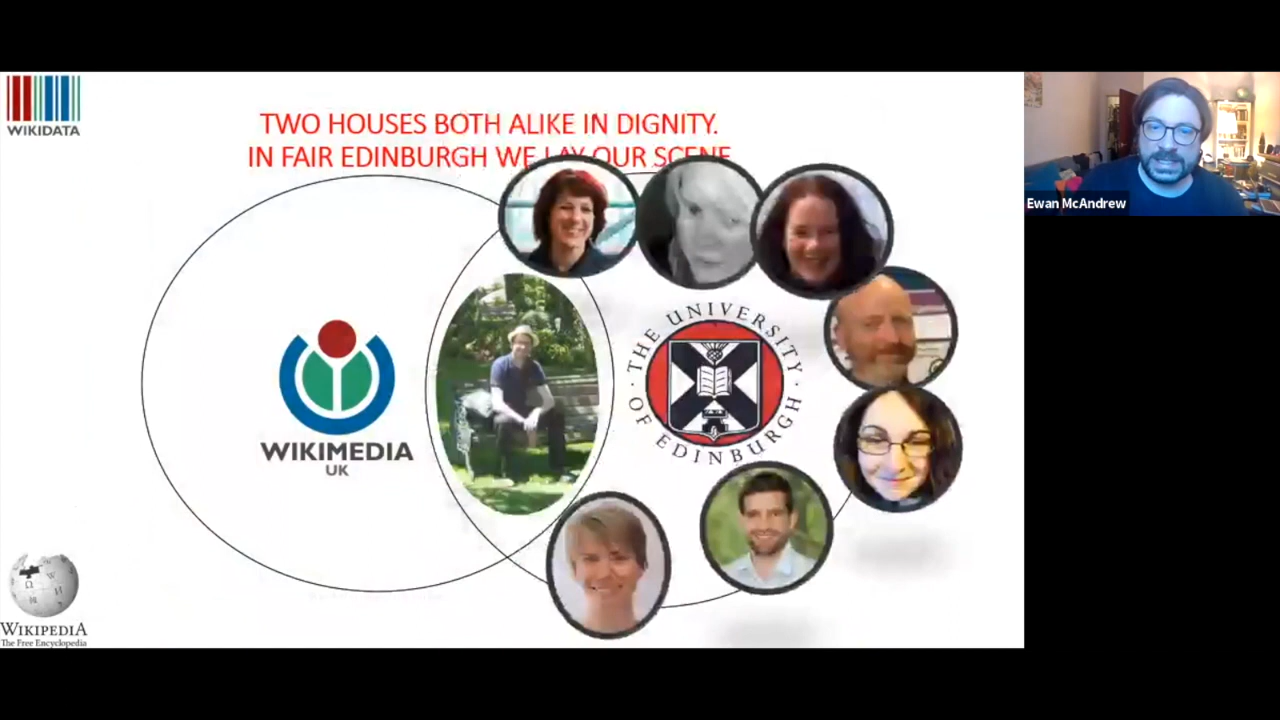 WIKIDATA
TWO HOUSES BOTH ALIKE IN DIGNITY.
IN FAIR EDINBURGH WE LAY OUR SCENE
Ewan McAndrew
WIKIMEDIA
UK
THE UNIVERSITY
OF EDINBURGH
WIKIPEDIA
The Free Encyclopedia